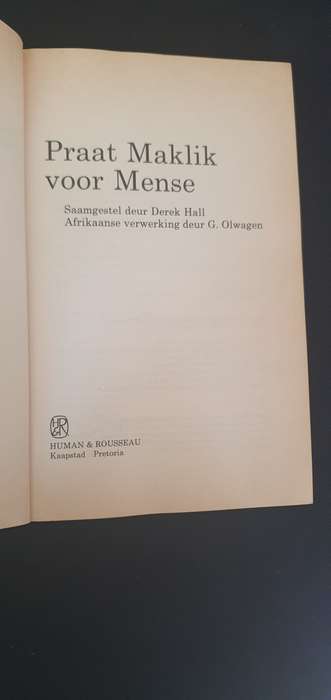 Praat Maklik
voor Mense
Saamgestel deur Derek Hall
Afrikaanse verwerking deur G. Olwagen
HUMAN & ROUSSEAU
Kaapstad Pretoria